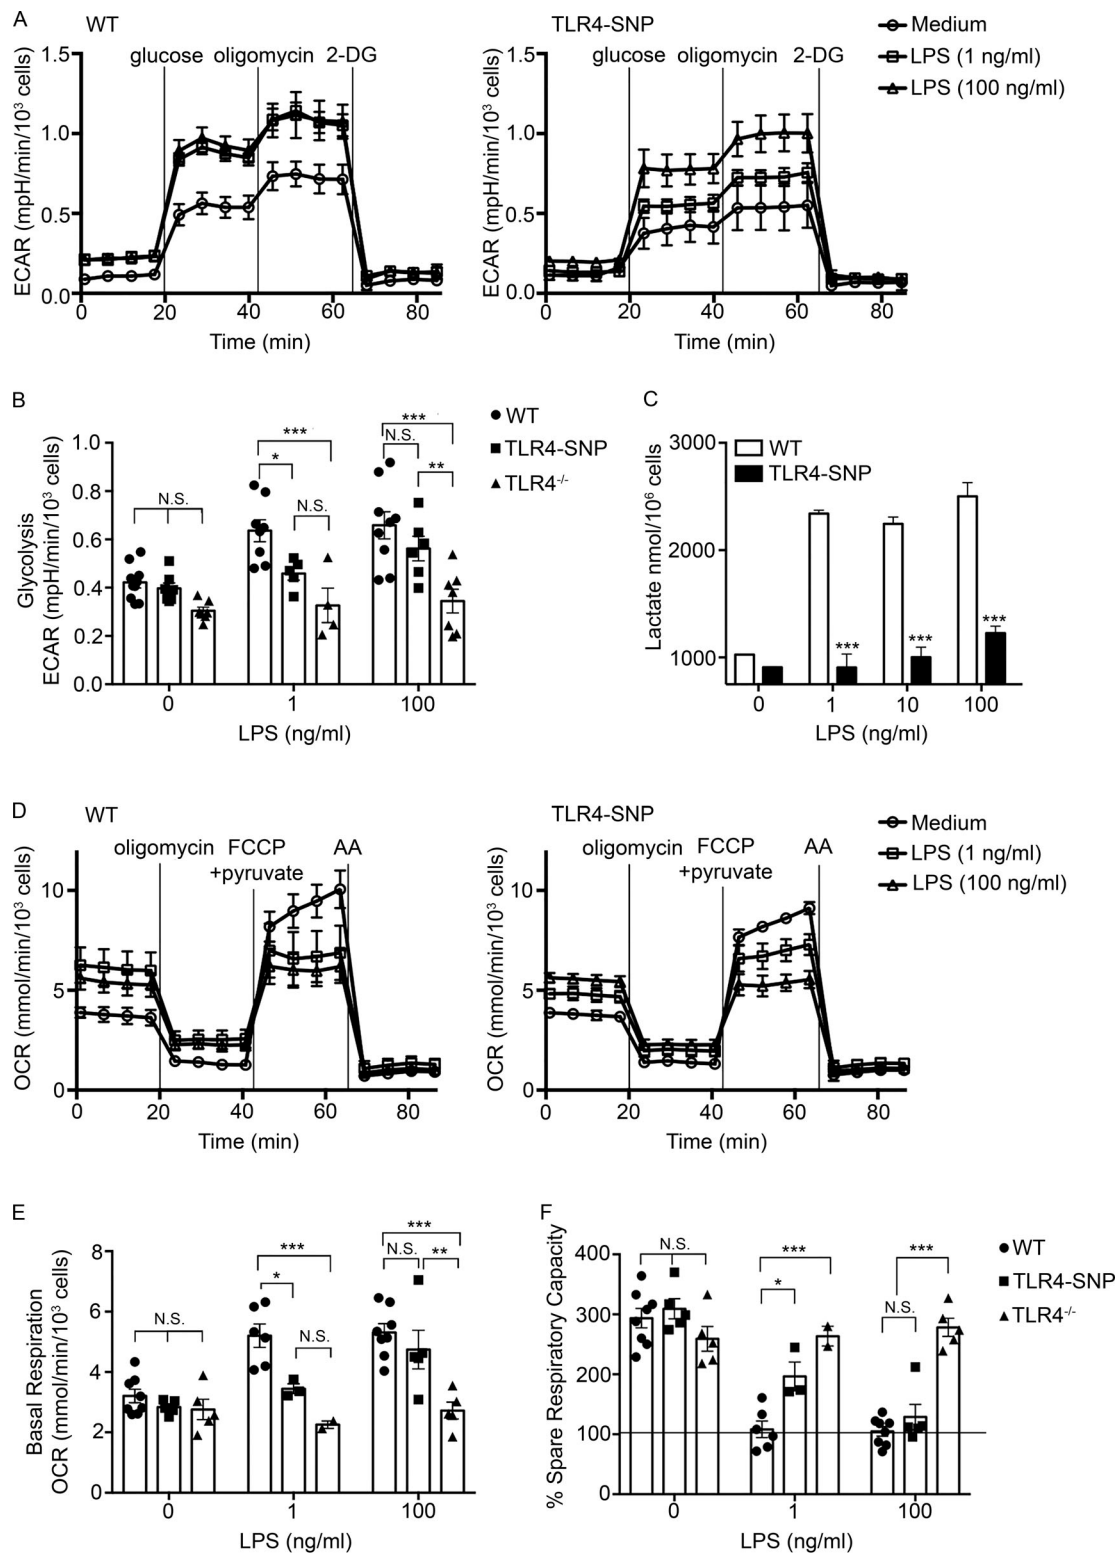 A
WT
TLR4-SNP
Medium
LPS (1 ng/ml)
LPS (100 ng/ml)
glucose oligomycin 2-DG
1.5
1.0
0.5
0.0
ECAR (mpH/min/10³ cells)
0 20 40 60 80
Time (min)
glucose oligomycin 2-DG
1.5
1.0
0.5
0.0
ECAR (mpH/min/10³ cells)
0 20 40 60 80
Time (min)
B
WT
TLR4-SNP
TLR4⁻/⁻
Glycolysis
ECAR (mpH/min/10³ cells)
1.0
0.8
0.6
0.4
0.2
0.0
N.S.
***
*
N.S.
***
N.S.
**
0 1 100
LPS (ng/ml)
C
WT
TLR4-SNP
Lactate nmol/10⁶ cells
3000
2000
1000
***
***
***
0 1 10 100
LPS (ng/ml)
D
WT
TLR4-SNP
Medium
LPS (1 ng/ml)
LPS (100 ng/ml)
oligomycin FCCP AA
+pyruvate
10
5
0
OCR (mmol/min/10³ cells)
0 20 40 60 80
Time (min)
oligomycin FCCP AA
+pyruvate
10
5
0
OCR (mmol/min/10³ cells)
0 20 40 60 80
Time (min)
E
Basal Respiration
OCR (mmol/min/10³ cells)
8
6
4
2
0
N.S.
***
*
N.S.
***
N.S. **
0 1 100
LPS (ng/ml)
F
WT
TLR4-SNP
TLR4⁻/⁻
% Spare Respiratory Capacity
400
300
200
100
0
N.S.
***
*
***
N.S.
0 1 100
LPS (ng/ml)